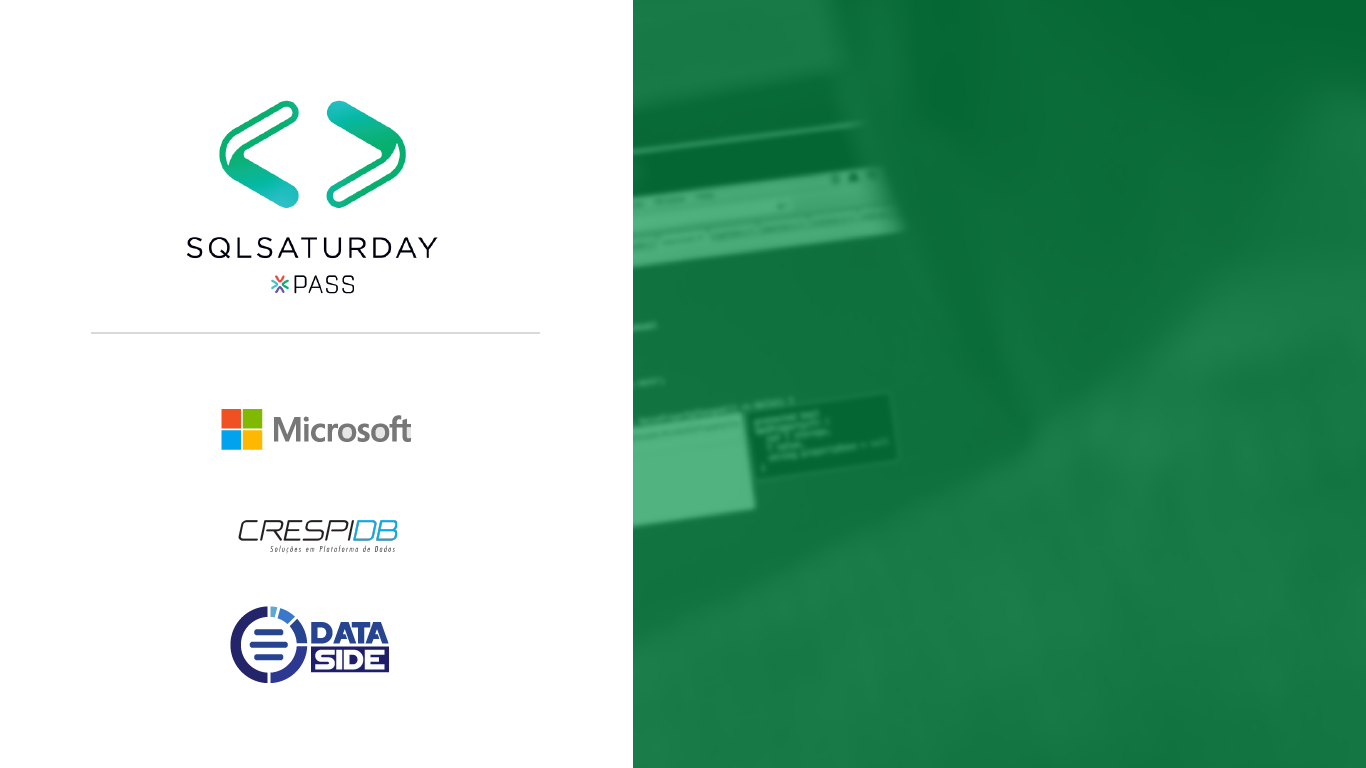 SQLSATURDAY
PASS
Microsoft
CRESPIDB
Soluções em Plataforma de Dados
DATA
SIDE